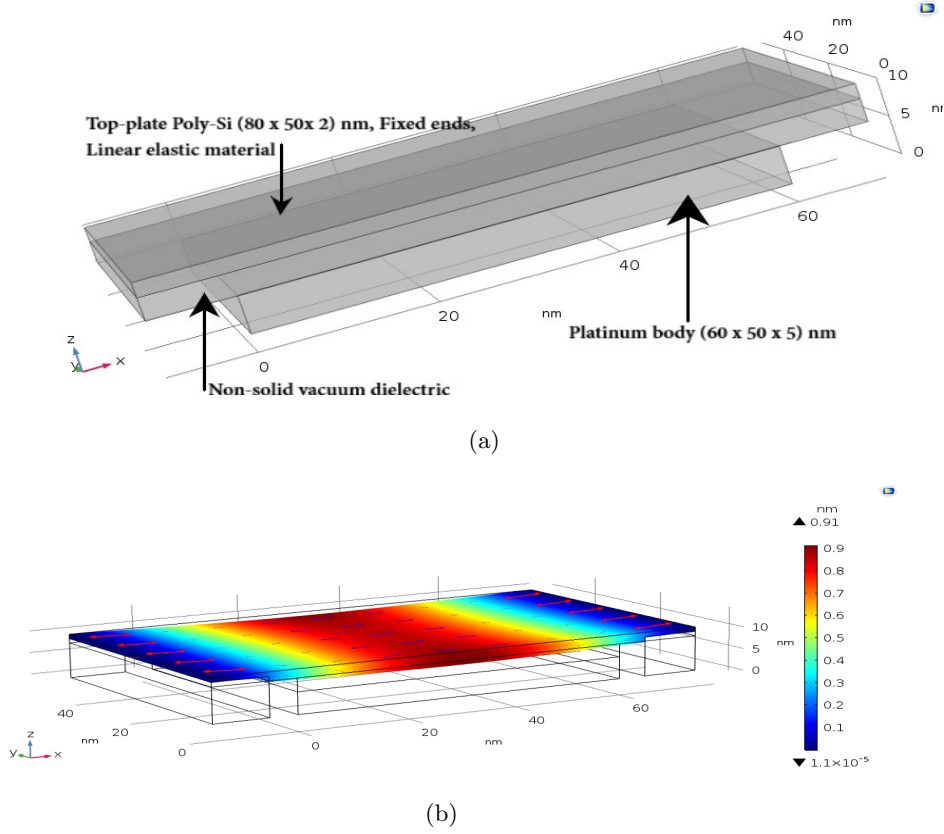 nm
40
20
0
10
5
nm
0
Top-plate Poly-Si (80 x 50x 2) nm, Fixed ends,
Linear elastic material
60
40
nm
20
0
Platinum body (60 x 50 x 5) nm
Non-solid vacuum dielectric
z
y
x
(a)
nm
▲ 0.91
0.9
0.8
0.7
0.6
0.5
0.4
0.3
0.2
0.1
▼ 1.1×10⁻⁵
10
5
nm
0
40
20
nm
0
0
20
nm
40
60
z
y
x
(b)